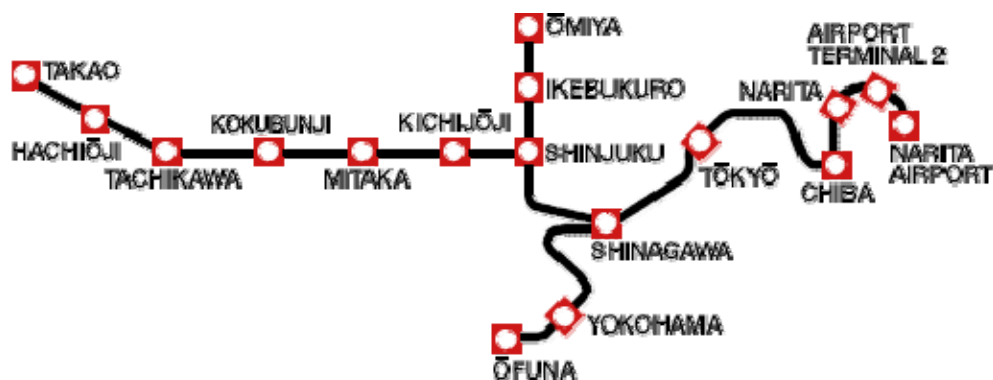 ŌMIYA
AIRPORT
TERMINAL 2
TAKAO
IKEBUKURO
NARITA
KOKUBUNJI
KICHIJŌJI
HACHIŌJI
SHINJUKU
NARITA
AIRPORT
TACHIKAWA
MITAKA
TŌKYŌ
CHIBA
SHINAGAWA
YOKOHAMA
ŌFUNA